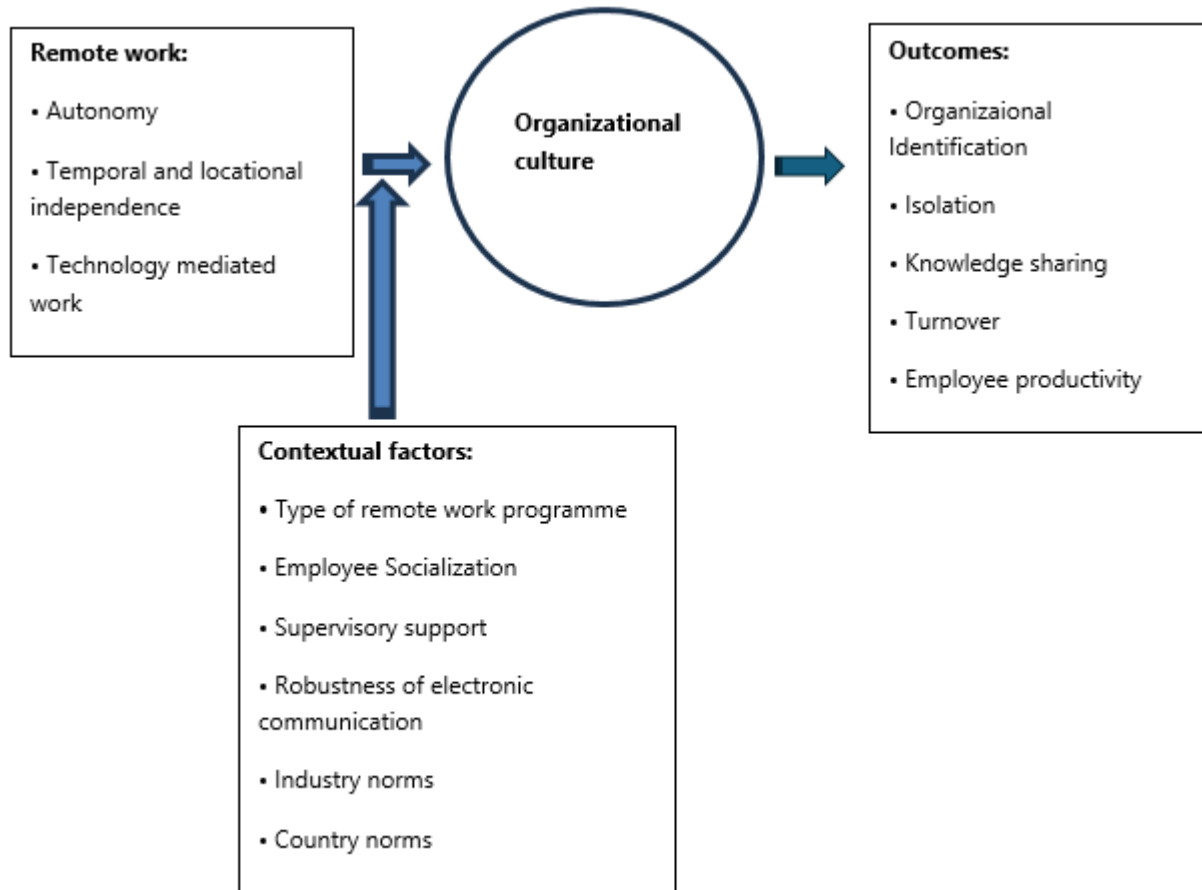 Remote work:
• Autonomy
• Temporal and locational
independence
• Technology mediated
work
Organizational
culture
Outcomes:
• Organizaional
Identification
• Isolation
• Knowledge sharing
• Turnover
• Employee productivity
Contextual factors:
• Type of remote work programme
• Employee Socialization
• Supervisory support
• Robustness of electronic
communication
• Industry norms
• Country norms